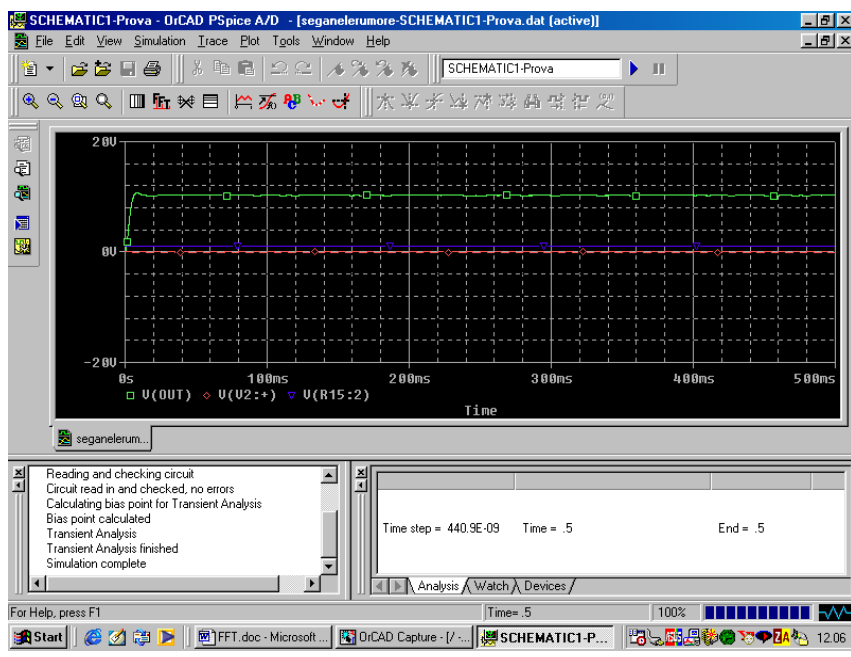 SCHEMATIC1-Prova - OrCAD PSpice A/D - [seganelerumore-SCHEMATIC1-Prova.dat (active)]
File Edit View Simulation Trace Plot Tools Window Help
SCHEMATIC1-Prova
FFT
20V
0V
-20V
0s 100ms 200ms 300ms 400ms 500ms
V(OUT) V(V2:+) V(R15:2)
Time
seganelerum...
Reading and checking circuit
Circuit read in and checked, no errors
Calculating bias point for Transient Analysis
Bias point calculated
Transient Analysis
Transient Analysis finished
Simulation complete
Time step = 440.9E-09 Time = .5 End = .5
Analysis Watch Devices
For Help, press F1 Time= .5 100%
Start FFT.doc - Microsoft ... OrCAD Capture - [/ -... SCHEMATIC1-P... 12.06